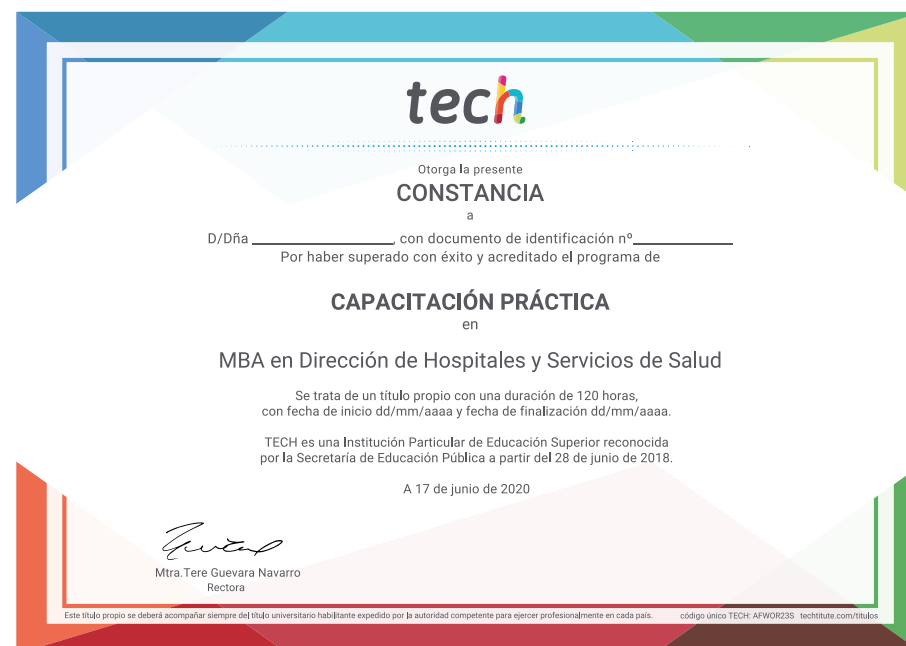 tech
Otorga la presente
CONSTANCIA
a
D/Dña ____________________, con documento de identificación nº______________
Por haber superado con éxito y acreditado el programa de
CAPACITACIÓN PRÁCTICA
en
MBA en Dirección de Hospitales y Servicios de Salud
Se trata de un título propio con una duración de 120 horas,
con fecha de inicio dd/mm/aaaa y fecha de finalización dd/mm/aaaa.
TECH es una Institución Particular de Educación Superior reconocida
por la Secretaría de Educación Pública a partir del 28 de junio de 2018.
A 17 de junio de 2020
Mtra.Tere Guevara Navarro
Rectora
Este título propio se deberá acompañar siempre del título universitario habilitante expedido por la autoridad competente para ejercer profesionalmente en cada país. código único TECH: AFWOR23S techtitute.com/titulos